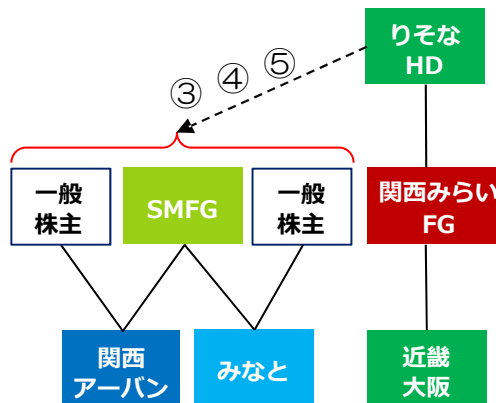 りそな
HD
③ ④ ⑤
一般
株主
SMFG
一般
株主
関西みらい
FG
関西
アーバン
みなと
近畿
大阪